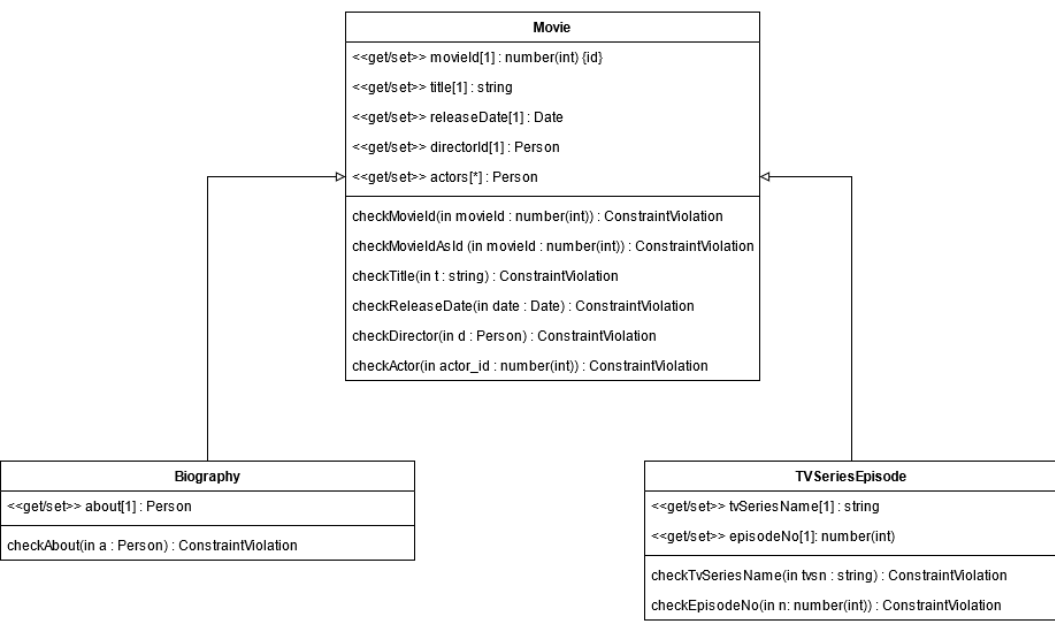 Movie
<<get/set>> movieId[1] : number(int) {id}
<<get/set>> title[1] : string
<<get/set>> releaseDate[1] : Date
<<get/set>> directorId[1] : Person
<<get/set>> actors[*] : Person
checkMovieId(in movieId : number(int)) : ConstraintViolation
checkMovieIdAsId (in movieId : number(int)) : ConstraintViolation
checkTitle(in t : string) : ConstraintViolation
checkReleaseDate(in date : Date) : ConstraintViolation
checkDirector(in d : Person) : ConstraintViolation
checkActor(in actor_id : number(int)) : ConstraintViolation
Biography
<<get/set>> about[1] : Person
checkAbout(in a : Person) : ConstraintViolation
TVSeriesEpisode
<<get/set>> tvSeriesName[1] : string
<<get/set>> episodeNo[1]: number(int)
checkTvSeriesName(in tvsn : string) : ConstraintViolation
checkEpisodeNo(in n: number(int)) : ConstraintViolation